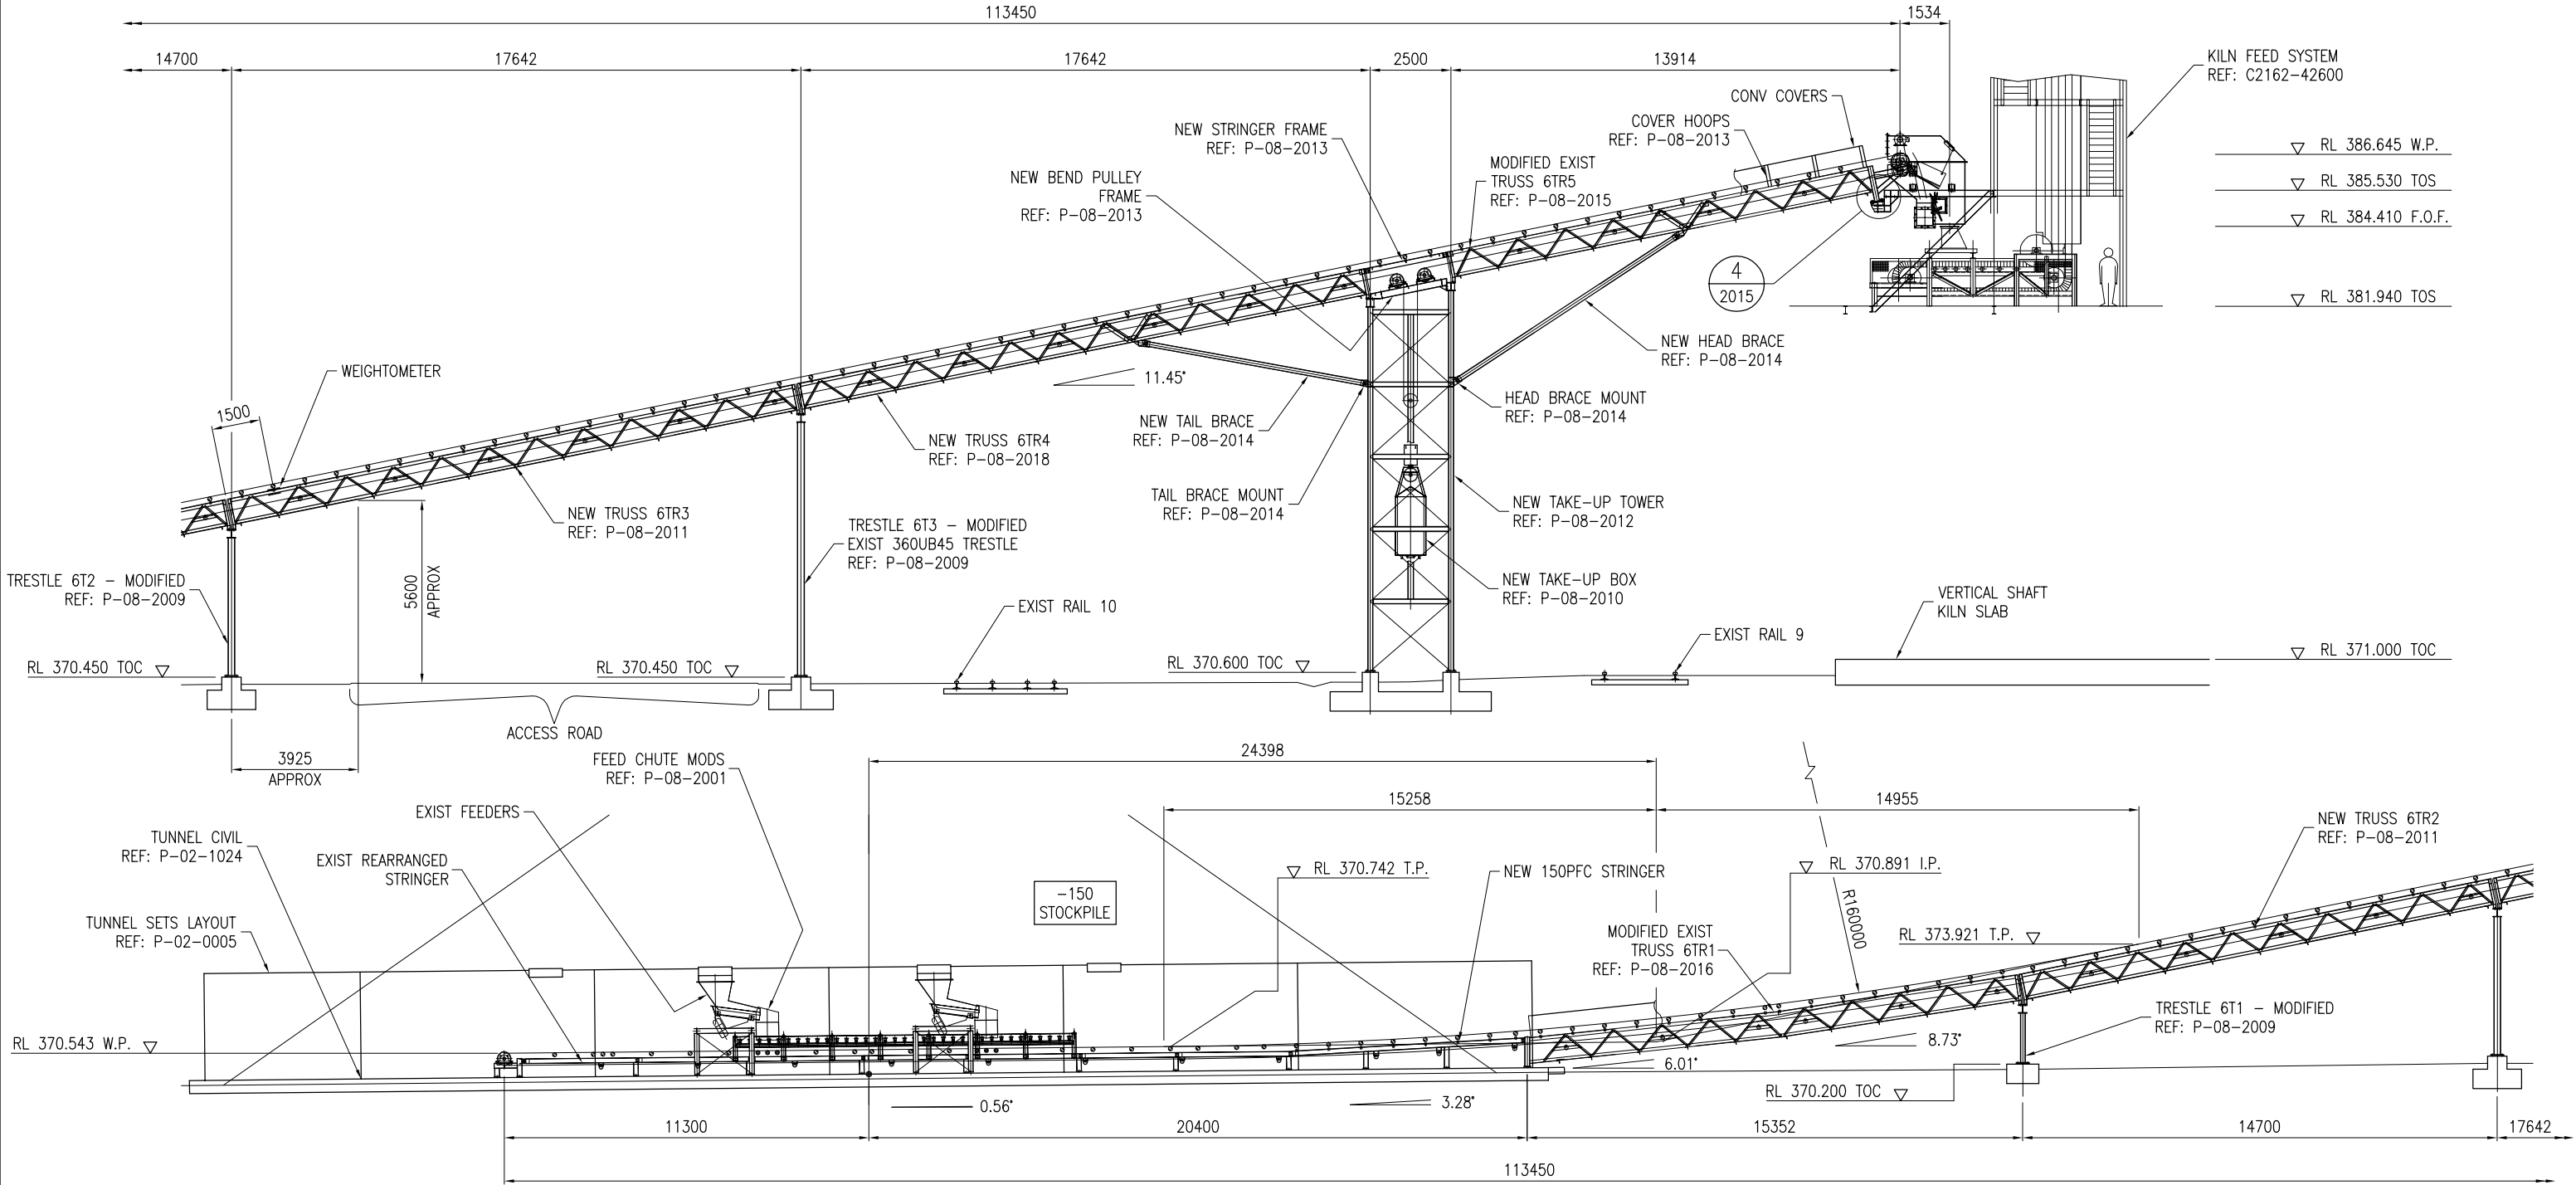 113450
1534
14700
17642
17642
2500
13914
KILN FEED SYSTEM
REF: C2162-42600
CONV COVERS
COVER HOOPS
REF: P-08-2013
NEW STRINGER FRAME
REF: P-08-2013
MODIFIED EXIST
TRUSS 6TR5
REF: P-08-2015
NEW BEND PULLEY
FRAME
REF: P-08-2013
RL 386.645 W.P.
RL 385.530 TOS
RL 384.410 F.O.F.
RL 381.940 TOS
4
2015
NEW HEAD BRACE
REF: P-08-2014
WEIGHTOMETER
1500
11.45°
HEAD BRACE MOUNT
REF: P-08-2014
NEW TAIL BRACE
REF: P-08-2014
NEW TRUSS 6TR4
REF: P-08-2018
TAIL BRACE MOUNT
REF: P-08-2014
NEW TAKE-UP TOWER
REF: P-08-2012
NEW TRUSS 6TR3
REF: P-08-2011
TRESTLE 6T3 - MODIFIED
EXIST 360UB45 TRESTLE
REF: P-08-2009
TRESTLE 6T2 - MODIFIED
REF: P-08-2009
5600
APPROX
NEW TAKE-UP BOX
REF: P-08-2010
EXIST RAIL 10
VERTICAL SHAFT
KILN SLAB
EXIST RAIL 9
RL 370.450 TOC
RL 370.450 TOC
RL 370.600 TOC
RL 371.000 TOC
ACCESS ROAD
3925
APPROX
FEED CHUTE MODS
REF: P-08-2001
24398
15258
14955
EXIST FEEDERS
TUNNEL CIVIL
REF: P-02-1024
EXIST REARRANGED
STRINGER
NEW TRUSS 6TR2
REF: P-08-2011
RL 370.742 T.P.
NEW 150PFC STRINGER
RL 370.891 I.P.
-150
STOCKPILE
R160000
TUNNEL SETS LAYOUT
REF: P-02-0005
MODIFIED EXIST
TRUSS 6TR1
REF: P-08-2016
RL 373.921 T.P.
TRESTLE 6T1 - MODIFIED
REF: P-08-2009
RL 370.543 W.P.
8.73°
6.01°
RL 370.200 TOC
0.56°
3.28°
11300
20400
15352
14700
17642
113450